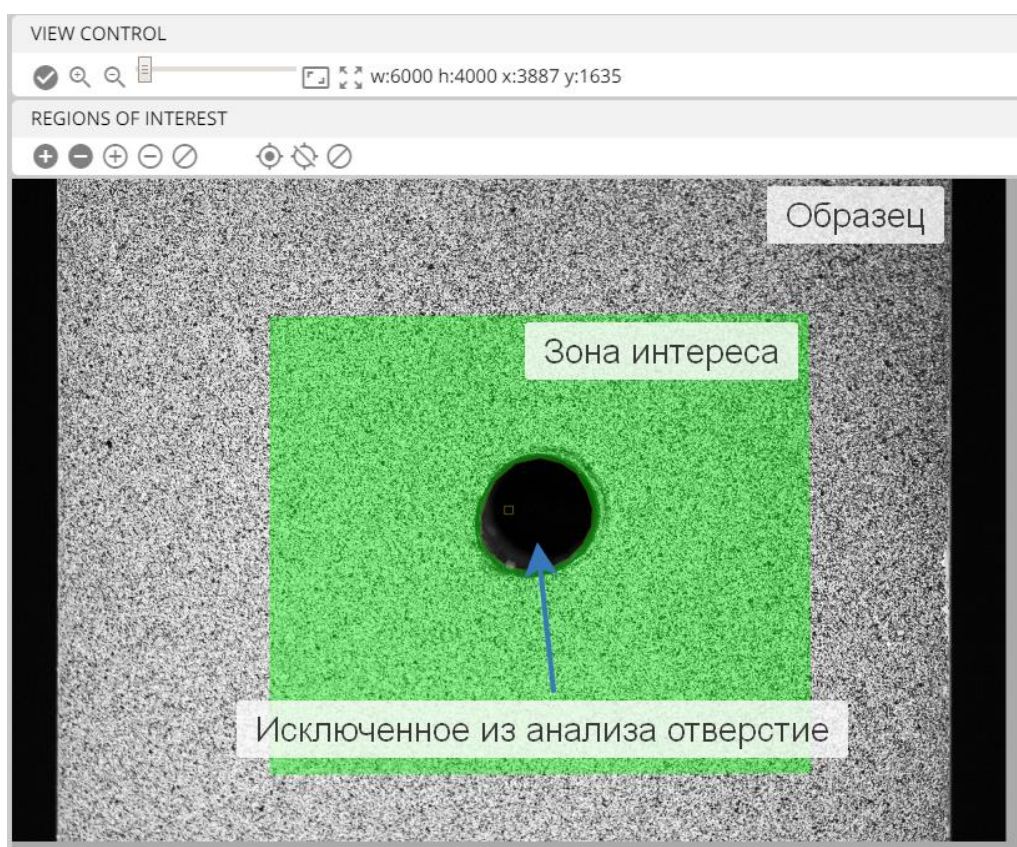 VIEW CONTROL
w:6000 h:4000 x:3887 y:1635
REGIONS OF INTEREST
Образец
Зона интереса
Исключенное из анализа отверстие